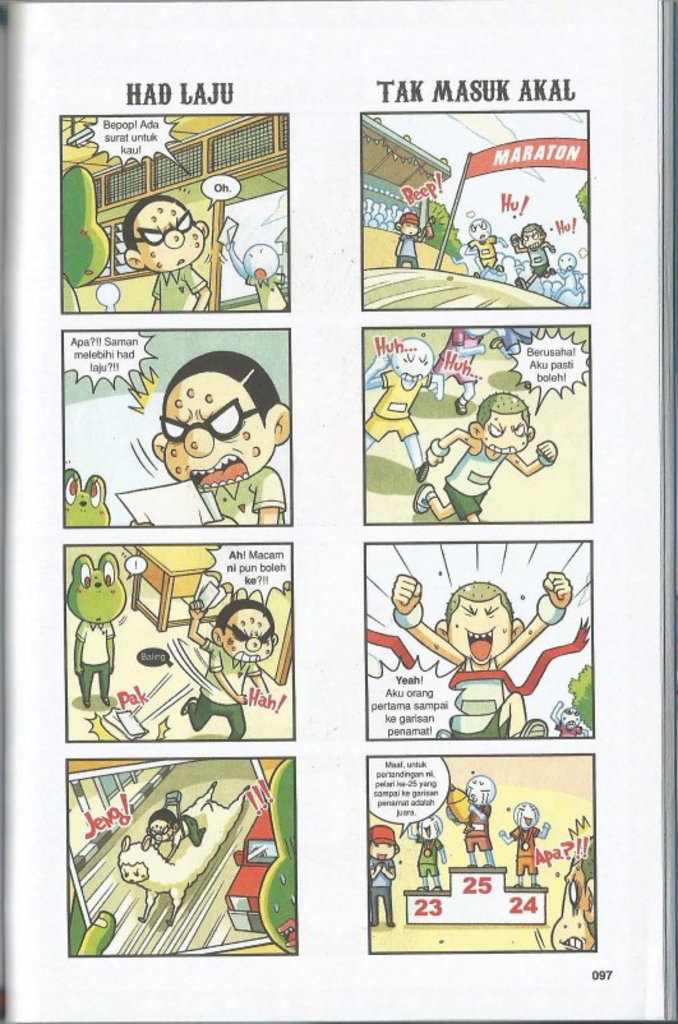 HAD LAJU
Bepop! Ada
surat untuk
kau!
Oh.
Apa?!! Saman
melebihi had
laju?!!
!
Ah! Macam
ni pun boleh
ke?!!
Baling
Pak
Hah!
!!!
TAK MASUK AKAL
MARATON
Beep!
Hu!
Hu!
Huh...
Huh...
Berusaha!
Aku pasti
boleh!
Yeah!
Aku orang
pertama sampai
ke garisan
penamat!
Maaf, untuk
pertandingan ni,
pelari ke-25 yang
sampai ke garisan
penamat adalah
juara.
Apa?!!
23
25
24
097